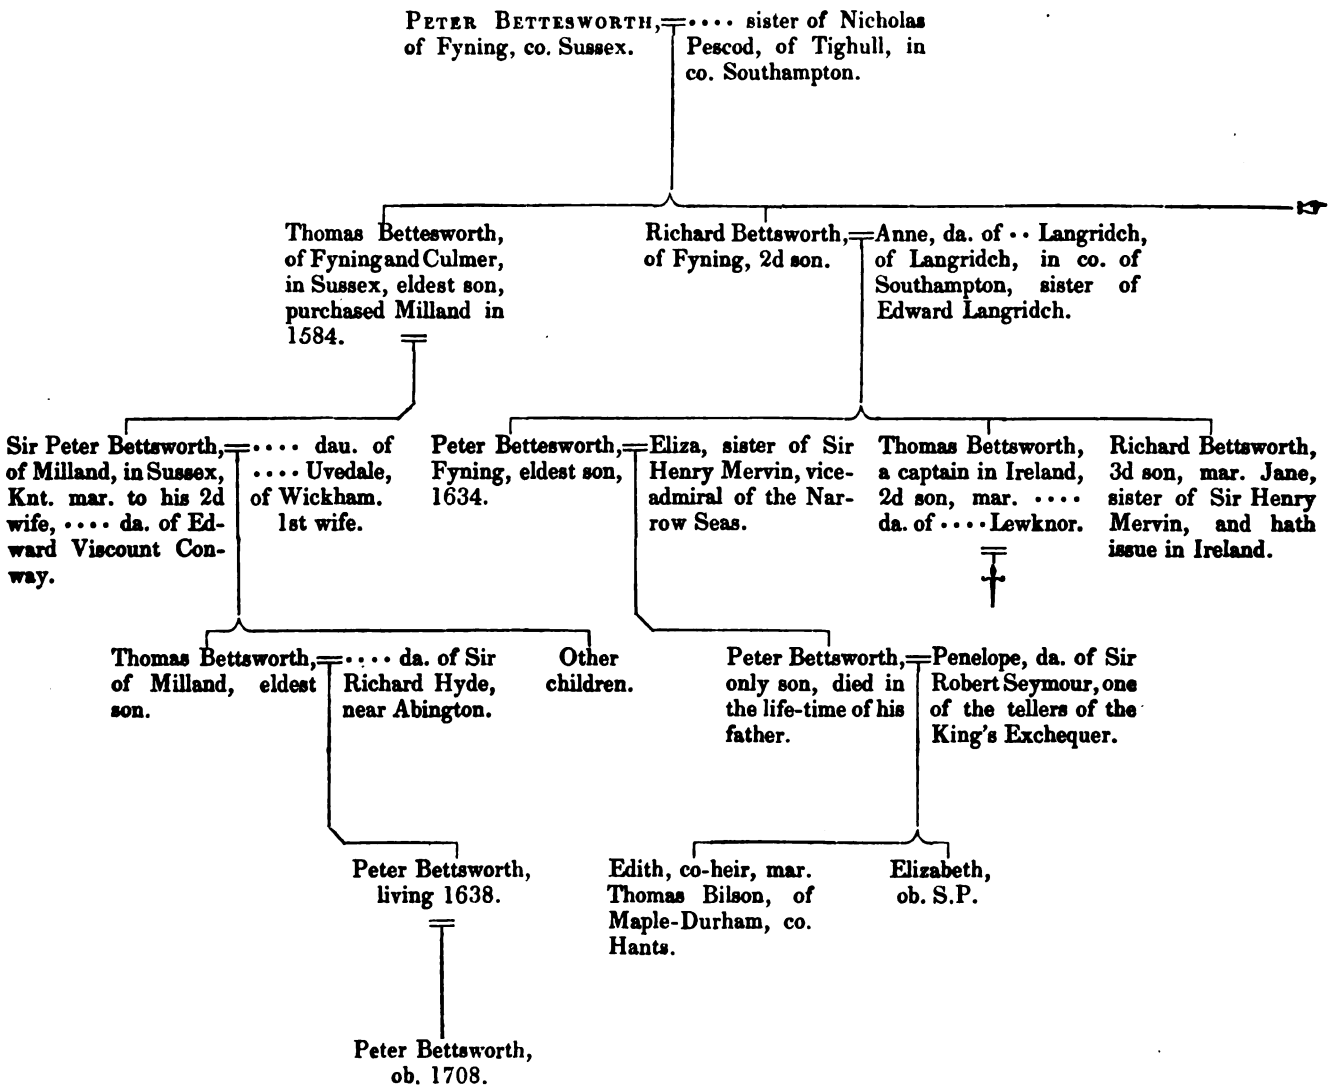 PETER BETTESWORTH,
of Fyning, co. Sussex.
···· sister of Nicholas
Pescod, of Tighull, in
co. Southampton.
Thomas Bettesworth,
of Fyning and Culmer,
in Sussex, eldest son,
purchased Milland in
1584.
Richard Bettsworth,
of Fyning, 2d son.
Anne, da. of ·· Langridch,
of Langridch, in co. of
Southampton, sister of
Edward Langridch.
Sir Peter Bettsworth,
of Milland, in Sussex,
Knt. mar. to his 2d
wife, ···· da. of Ed-
ward Viscount Con-
way.
···· dau. of
···· Uvedale,
of Wickham.
1st wife.
Peter Bettesworth,
Fyning, eldest son,
1634.
Eliza, sister of Sir
Henry Mervin, vice-
admiral of the Nar-
row Seas.
Thomas Bettsworth,
a captain in Ireland,
2d son, mar. ····
da. of ···· Lewknor.
Richard Bettsworth,
3d son, mar. Jane,
sister of Sir Henry
Mervin, and hath
issue in Ireland.
Thomas Bettsworth,
of Milland, eldest
son.
···· da. of Sir
Richard Hyde,
near Abington.
Other
children.
Peter Bettsworth,
only son, died in
the life-time of his
father.
Penelope, da. of Sir
Robert Seymour, one
of the tellers of the
King's Exchequer.
Peter Bettsworth,
living 1638.
Edith, co-heir, mar.
Thomas Bilson, of
Maple-Durham, co.
Hants.
Elizabeth,
ob. S.P.
Peter Bettsworth,
ob. 1708.